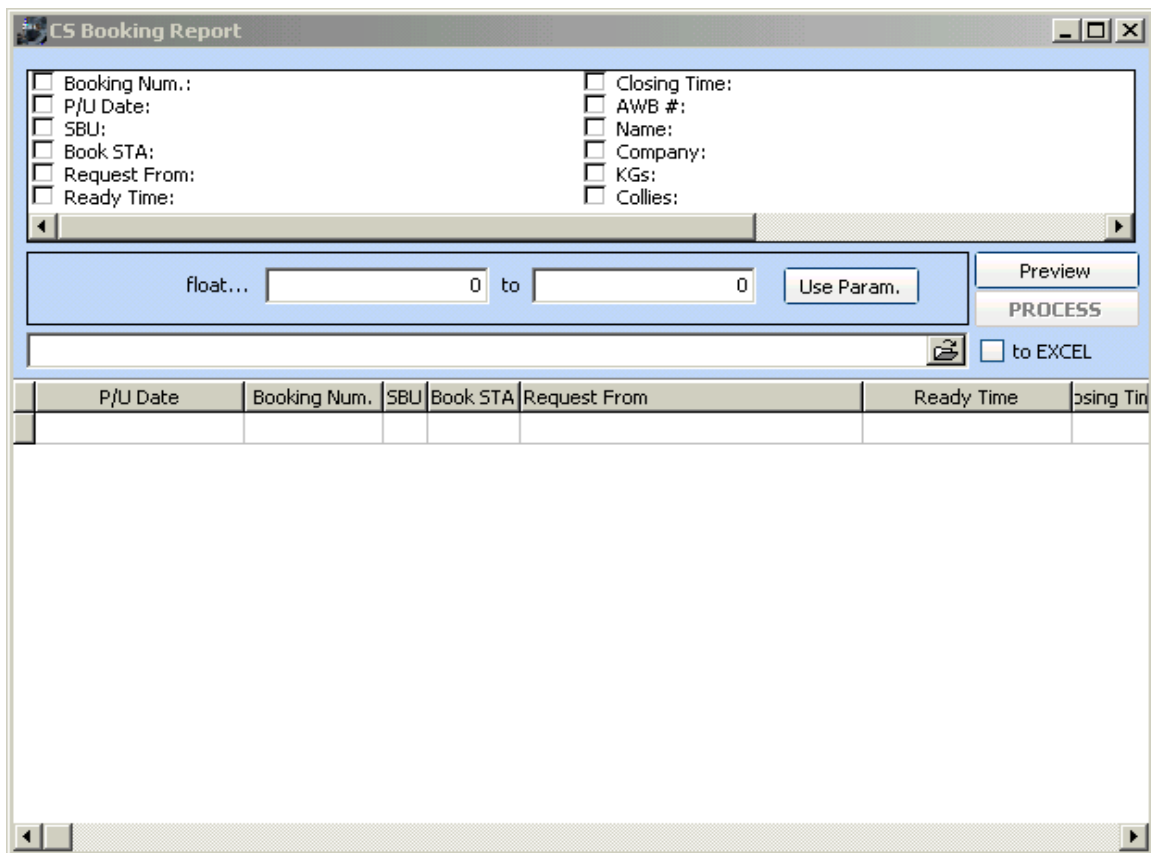 CS Booking Report
Booking Num.: Closing Time:
P/U Date: AWB #:
SBU: Name:
Book STA: Company:
Request From: KGs:
Ready Time: Collies:
float... 0 to 0 Use Param. Preview
PROCESS
to EXCEL
P/U Date Booking Num. SBU Book STA Request From Ready Time osing Tin